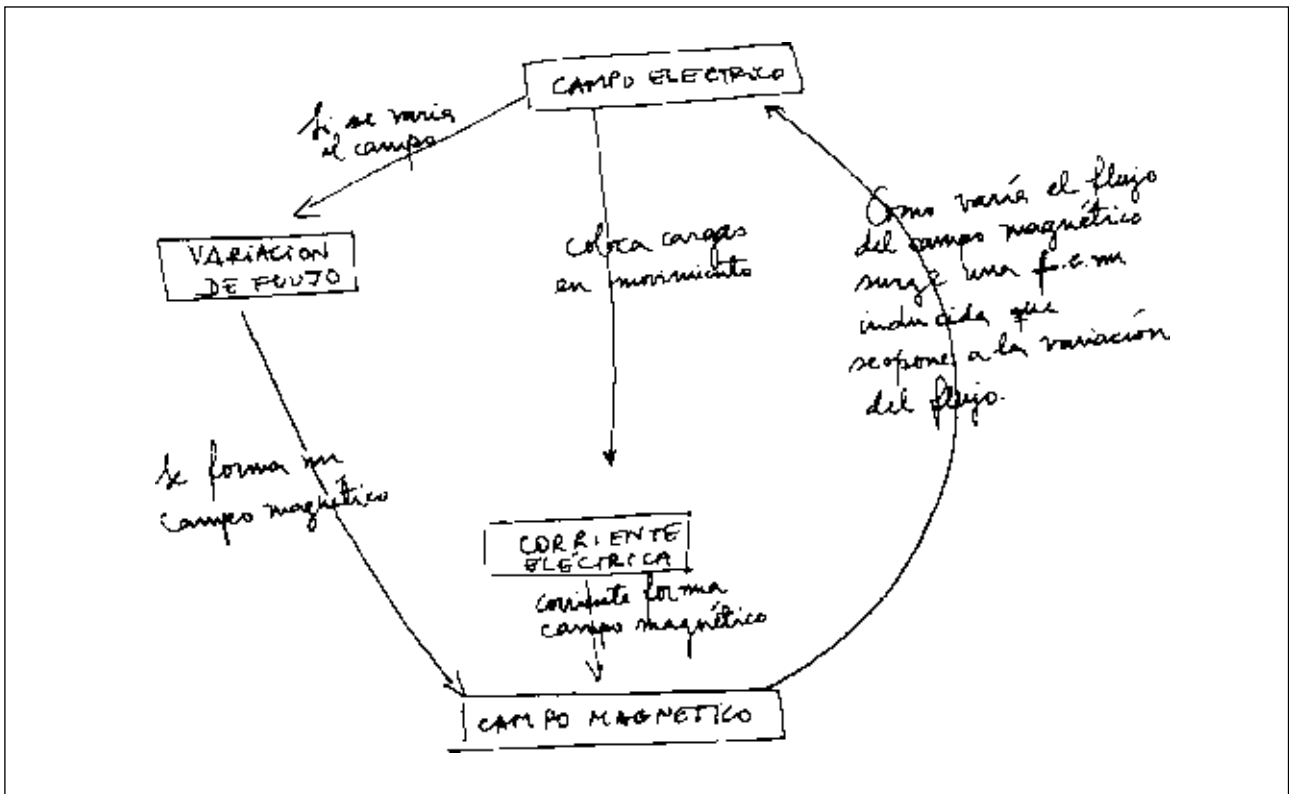 CAMPO ELECTRICO
Si se varia
el campo
VARIACION
DE FLUJO
coloca cargas
en movimiento
Como varía el flujo
del campo magnético
surge una f.e.m
inducida que
se opone a la variación
del flujo.
Se forma un
campo magnético
CORRIENTE
ELÉCTRICA
corriente forma
campo magnético
CAMPO MAGNETICO